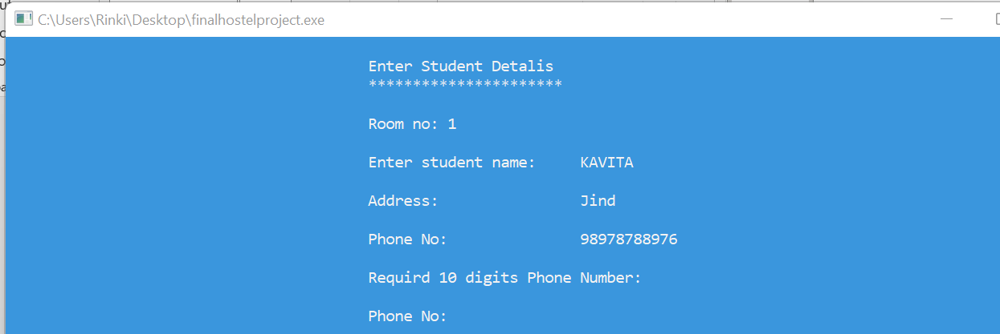 C:\Users\Rinki\Desktop\finalhostelproject.exe
Enter Student Detalis
**********************
Room no: 1
Enter student name: KAVITA
Address: Jind
Phone No: 98978788976
Requird 10 digits Phone Number:
Phone No: